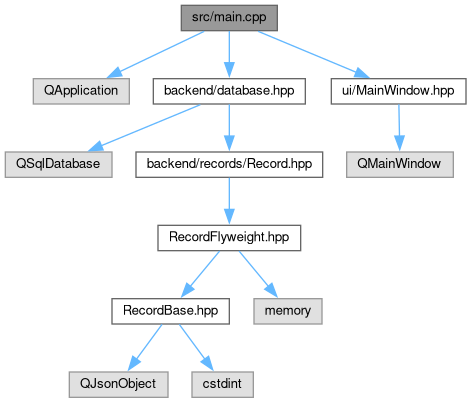 src/main.cpp
QApplication
backend/database.hpp
ui/MainWindow.hpp
QSqlDatabase
backend/records/Record.hpp
QMainWindow
RecordFlyweight.hpp
RecordBase.hpp
memory
QJsonObject
cstdint